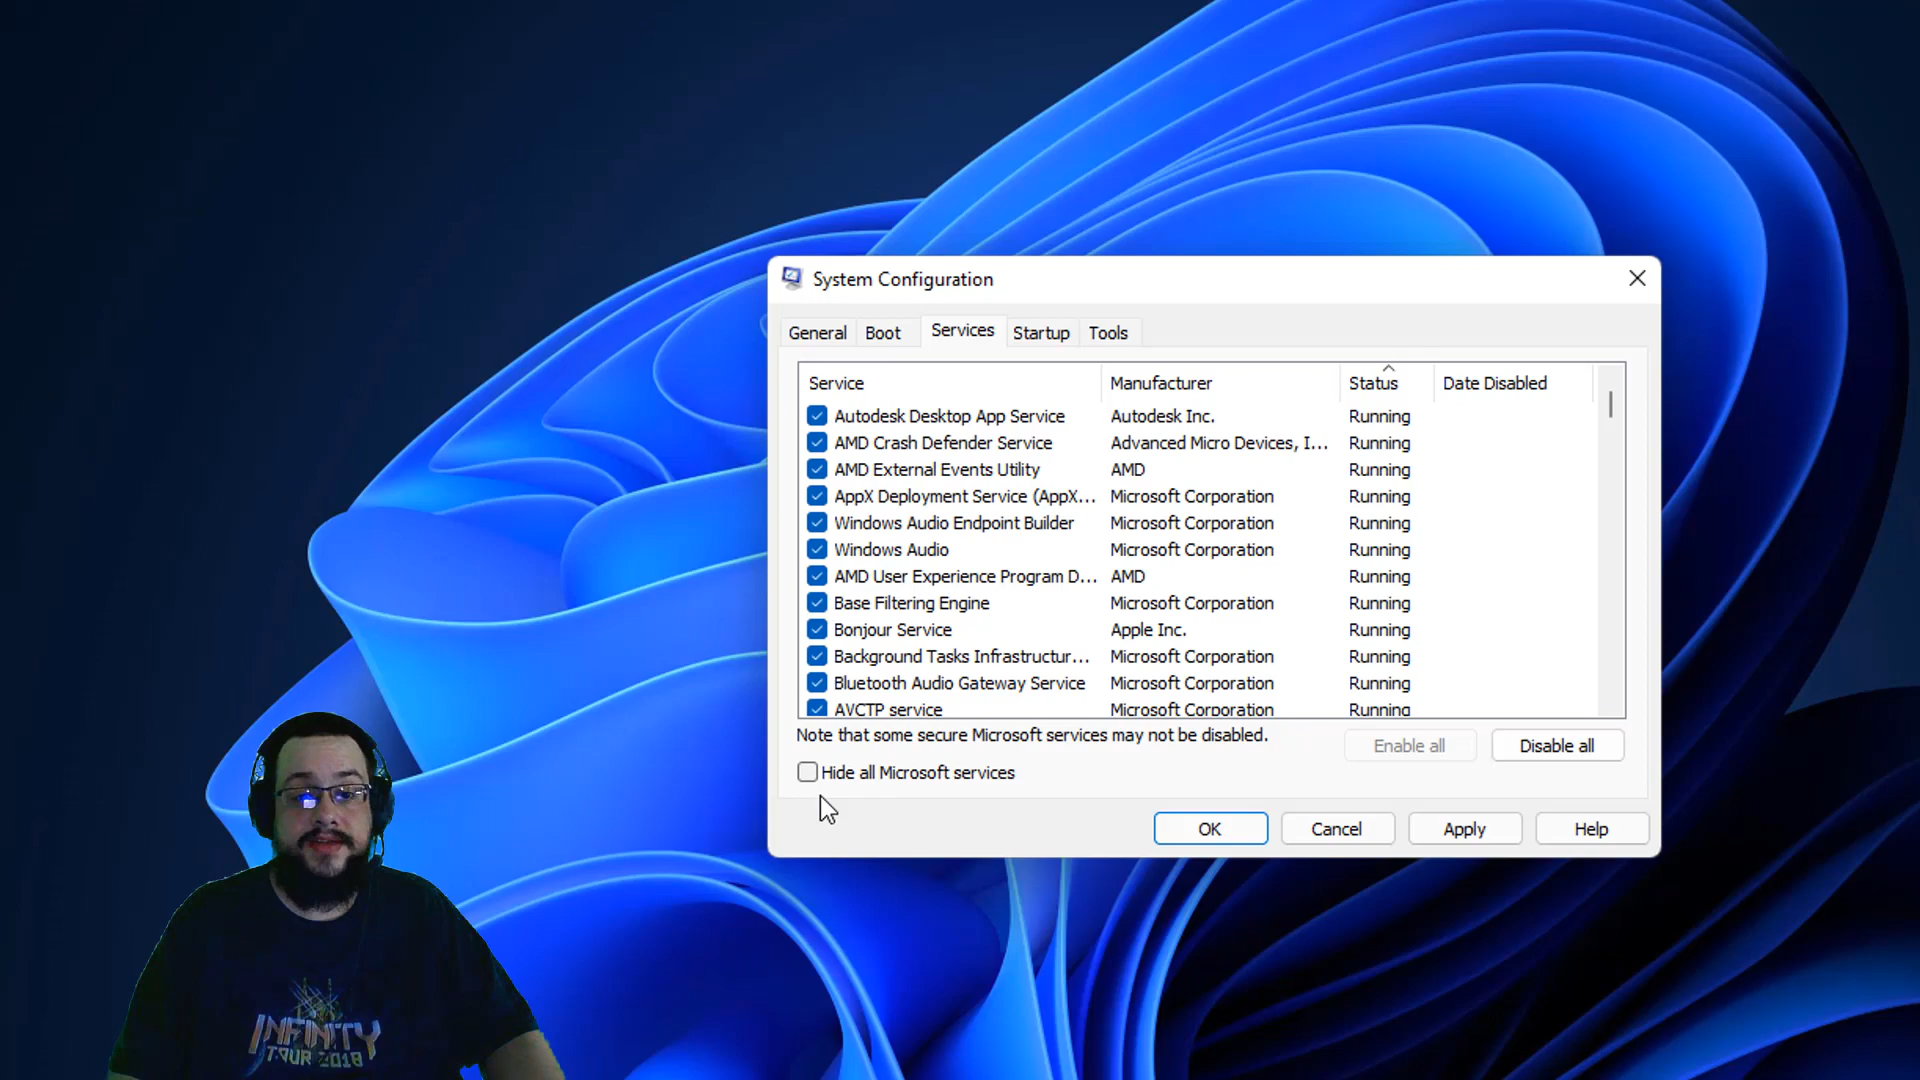 System Configuration
General Boot Services Startup Tools
Service Manufacturer Status Date Disabled
Autodesk Desktop App Service Autodesk Inc. Running
AMD Crash Defender Service Advanced Micro Devices, I... Running
AMD External Events Utility AMD Running
AppX Deployment Service (AppX... Microsoft Corporation Running
Windows Audio Endpoint Builder Microsoft Corporation Running
Windows Audio Microsoft Corporation Running
AMD User Experience Program D... AMD Running
Base Filtering Engine Microsoft Corporation Running
Bonjour Service Apple Inc. Running
Background Tasks Infrastructur... Microsoft Corporation Running
Bluetooth Audio Gateway Service Microsoft Corporation Running
AVCTP service Microsoft Corporation Running
Note that some secure Microsoft services may not be disabled.
Enable all Disable all
Hide all Microsoft services
OK Cancel Apply Help
INFINITY
TOUR 2018